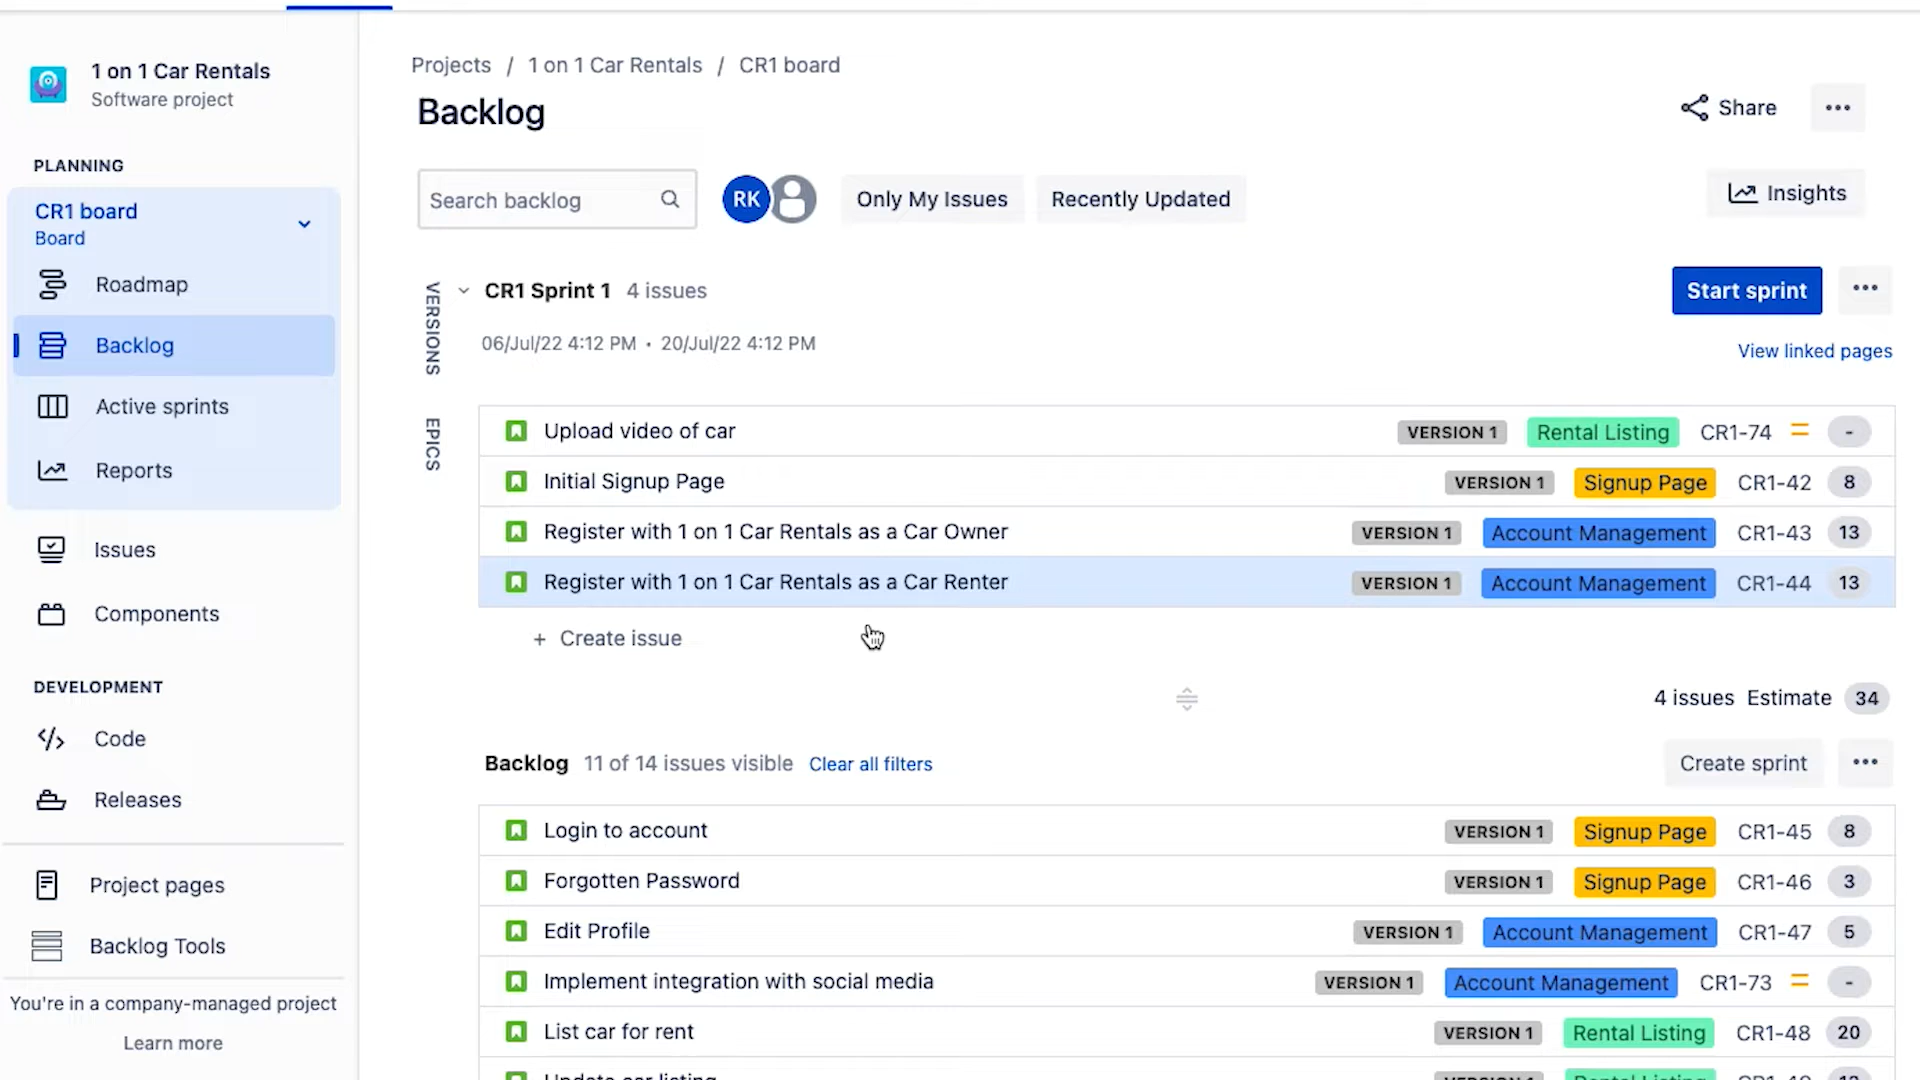 1 on 1 Car Rentals
Software project
PLANNING
CR1 board
Board
Roadmap
Backlog
Active sprints
Reports
Issues
Components
DEVELOPMENT
Code
Releases
Project pages
Backlog Tools
You're in a company-managed project
Learn more
Projects / 1 on 1 Car Rentals / CR1 board
Backlog
Share
Search backlog
RK
Only My Issues
Recently Updated
Insights
VERSIONS
EPICS
CR1 Sprint 1 4 issues
Start sprint
06/Jul/22 4:12 PM • 20/Jul/22 4:12 PM
View linked pages
Upload video of car VERSION 1 Rental Listing CR1-74 -
Initial Signup Page VERSION 1 Signup Page CR1-42 8
Register with 1 on 1 Car Rentals as a Car Owner VERSION 1 Account Management CR1-43 13
Register with 1 on 1 Car Rentals as a Car Renter VERSION 1 Account Management CR1-44 13
+ Create issue
4 issues Estimate 34
Backlog 11 of 14 issues visible Clear all filters
Create sprint
Login to account VERSION 1 Signup Page CR1-45 8
Forgotten Password VERSION 1 Signup Page CR1-46 3
Edit Profile VERSION 1 Account Management CR1-47 5
Implement integration with social media VERSION 1 Account Management CR1-73 -
List car for rent VERSION 1 Rental Listing CR1-48 20